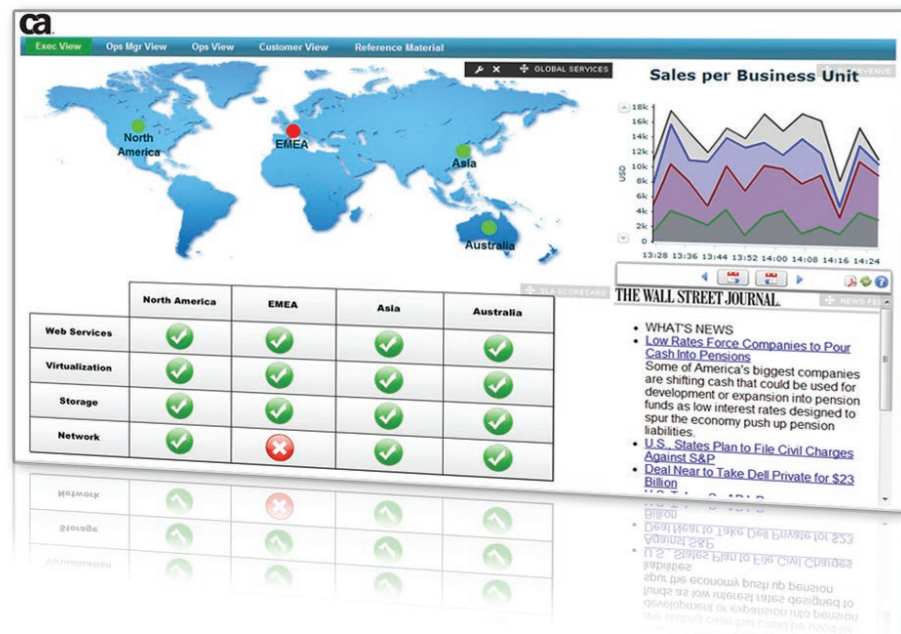 ca
Exec View
Ops Mgr View
Ops View
Customer View
Reference Material
GLOBAL SERVICES
North
America
EMEA
Asia
Australia
Sales per Business Unit
USD
18k
16k
14k
12k
10k
8k
6k
4k
2k
0
13:28 13:36 13:44 13:52 14:00 14:08 14:16 14:24
SLA SCORECARD
North America
EMEA
Asia
Australia
Web Services
Virtualization
Storage
Network
THE WALL STREET JOURNAL.
WHAT'S NEWS
Low Rates Force Companies to Pour
Cash Into Pensions
Some of America's biggest companies
are shifting cash that could be used for
development or expansion into pension
funds as low interest rates designed to
spur the economy push up pension
liabilities.
U.S., States Plan to File Civil Charges
Against S&P
Deal Near to Take Dell Private for $23
Billion